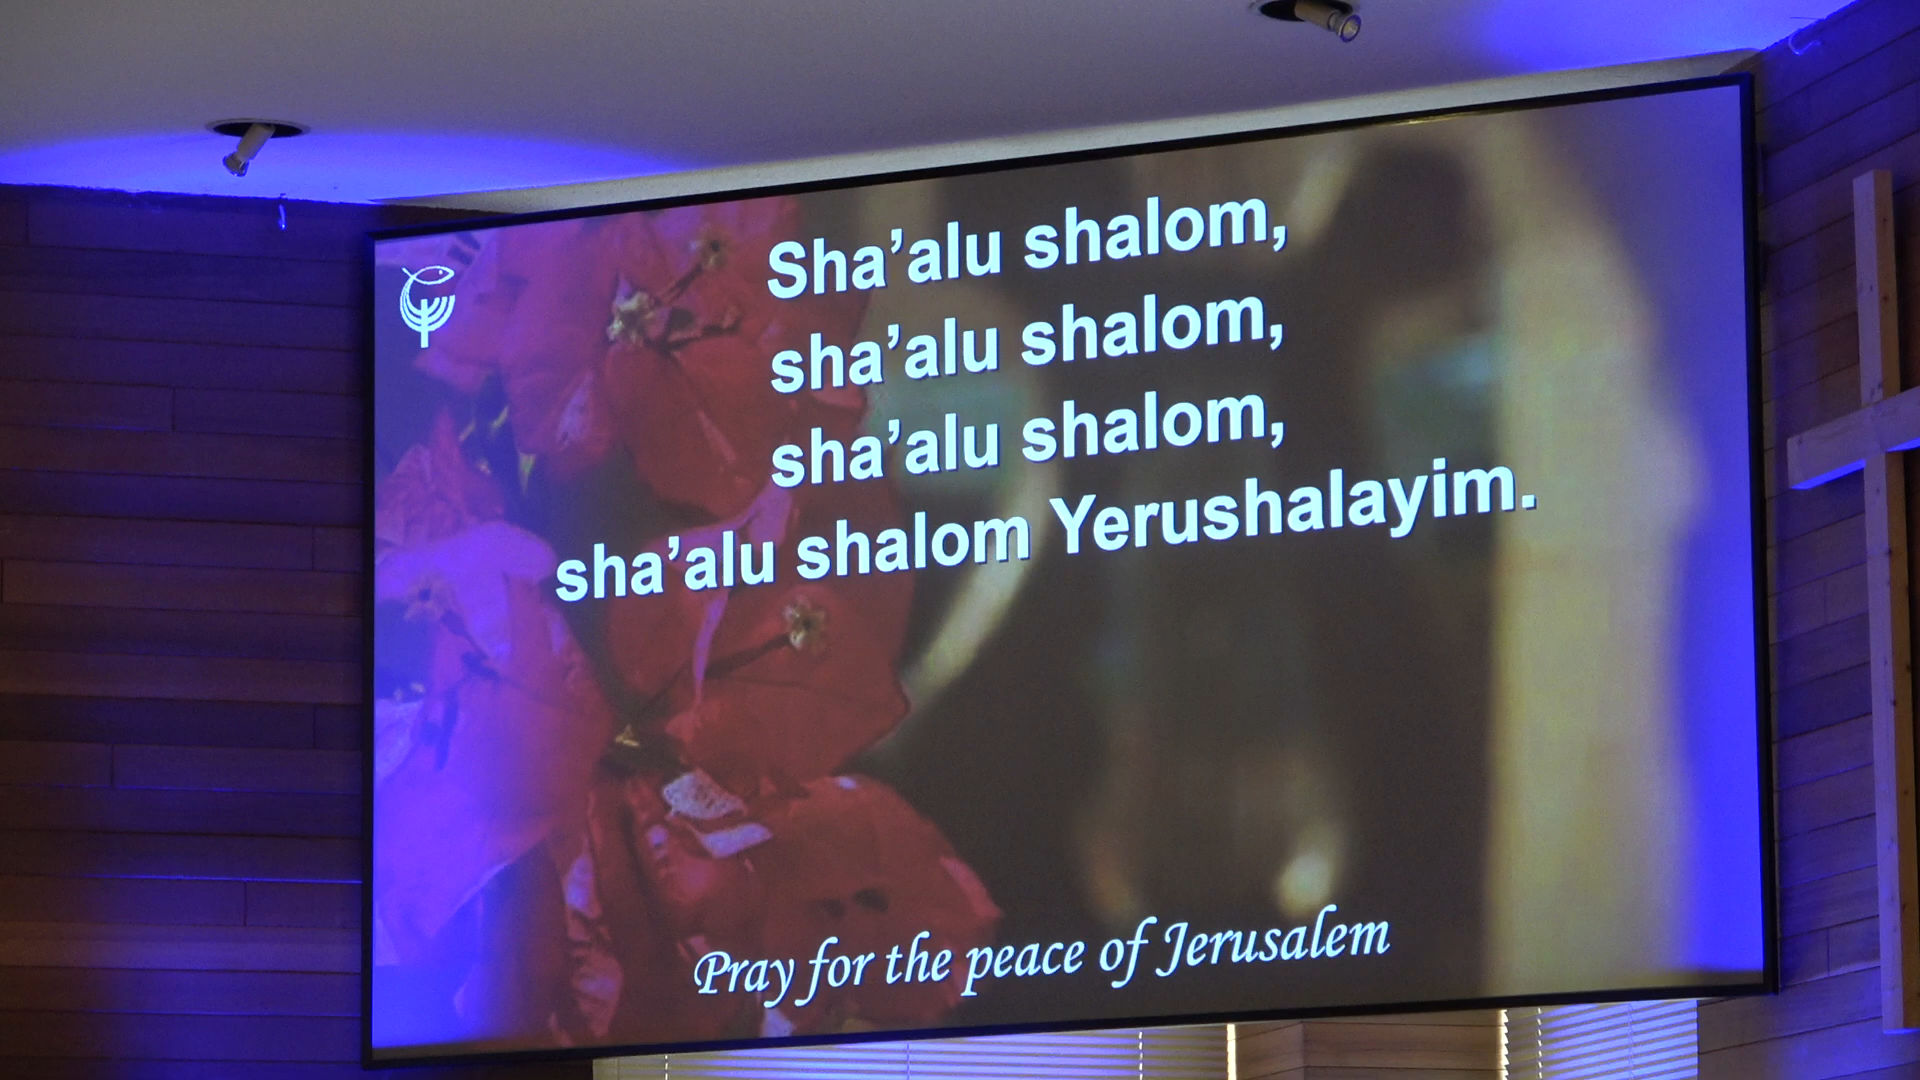 Sha’alu shalom,
sha’alu shalom,
sha’alu shalom,
sha’alu shalom Yerushalayim.
Pray for the peace of Jerusalem